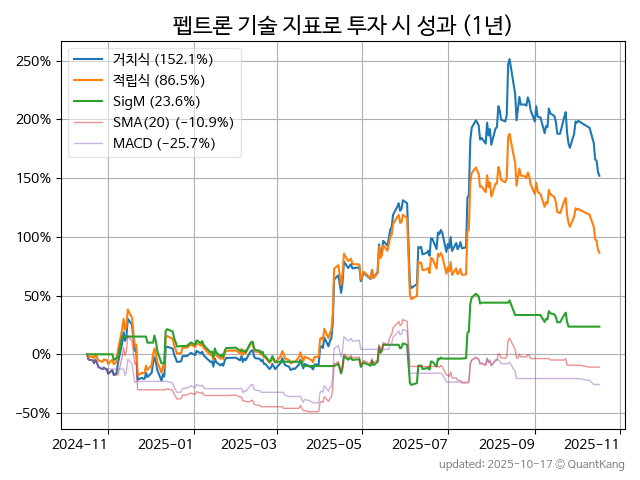 펩트론 기술 지표로 투자 시 성과 (1년)
거치식 (152.1%)
적립식 (86.5%)
SigM (23.6%)
SMA(20) (−10.9%)
MACD (−25.7%)
250%
200%
150%
100%
50%
0%
−50%
2024-11 2025-01 2025-03 2025-05 2025-07 2025-09 2025-11
updated: 2025-10-17 © QuantKang